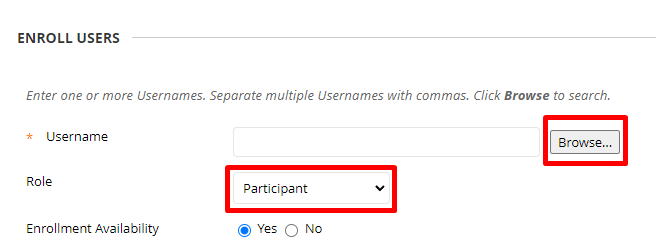 ENROLL USERS
Enter one or more Usernames. Separate multiple Usernames with commas. Click Browse to search.
* Username Browse...
Role Participant
Enrollment Availability Yes No